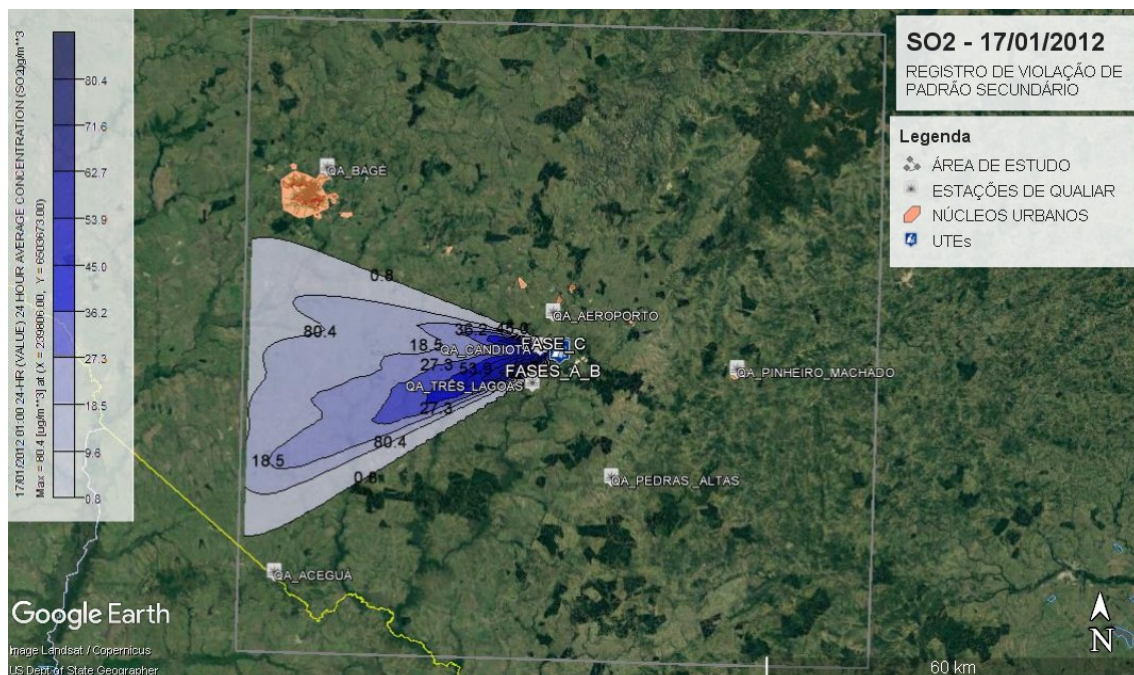 17/01/2012 01:00 24-HR (VALUE) 24 HOUR AVERAGE CONCENTRATION (SO2)g/m**3
Max = 80.4 [ug/m**3] at (X = 239806.00, Y = 6503673.00)
80.4
71.6
62.7
53.9
45.0
36.2
27.3
18.5
9.6
0.8
SO2 - 17/01/2012
REGISTRO DE VIOLAÇÃO DE
PADRÃO SECUNDÁRIO
Legenda
ÁREA DE ESTUDO
ESTAÇÕES DE QUALIAR
NÚCLEOS URBANOS
UTEs
QA_BAGÉ
0.8
QA_AEROPORTO
80.4
36.2
45.0
18.5
QA_CANDIOTA
FASE_C
27.3
53.9
FASES_A_B
QA_PINHEIRO_MACHADO
QA_TRÊS_LAGOAS
27.3
80.4
18.5
0.8
QA_PEDRAS_ALTAS
QA_ACEGUÁ
Google Earth
Image Landsat / Copernicus
US Dept of State Geographer
N
60 km